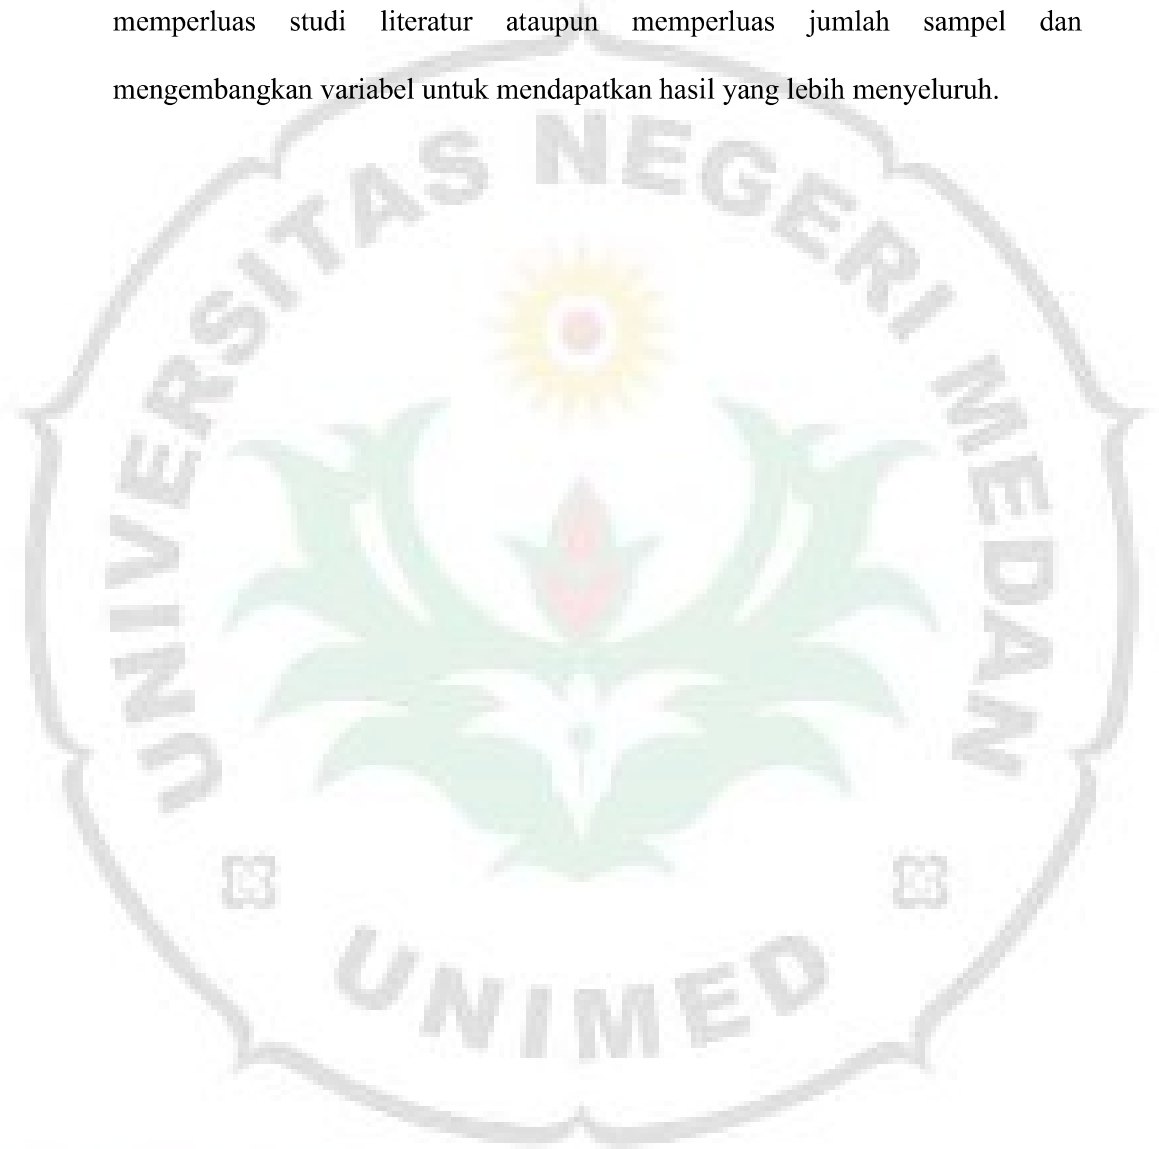 memperluas studi literatur ataupun memperluas jumlah sampel dan
mengembangkan variabel untuk mendapatkan hasil yang lebih menyeluruh.
UNIVERSITAS NEGERI MEDAN
UNIMED